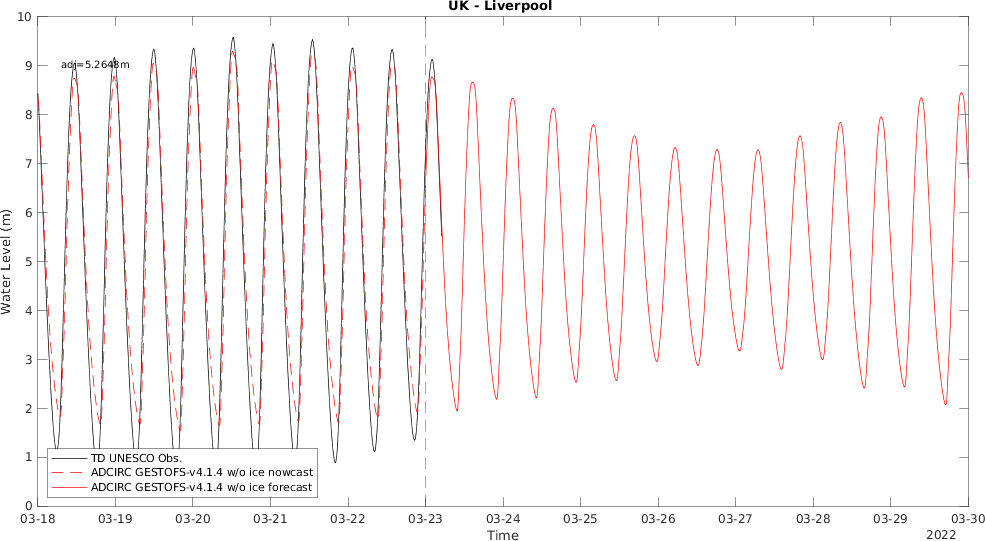 UK - Liverpool
10
9
8
7
6
5
4
3
2
1
0
Water Level (m)
adj=5.2648m
TD UNESCO Obs.
ADCIRC GESTOFS-v4.1.4 w/o ice nowcast
ADCIRC GESTOFS-v4.1.4 w/o ice forecast
03-18 03-19 03-20 03-21 03-22 03-23 03-24 03-25 03-26 03-27 03-28 03-29 03-30
Time
2022